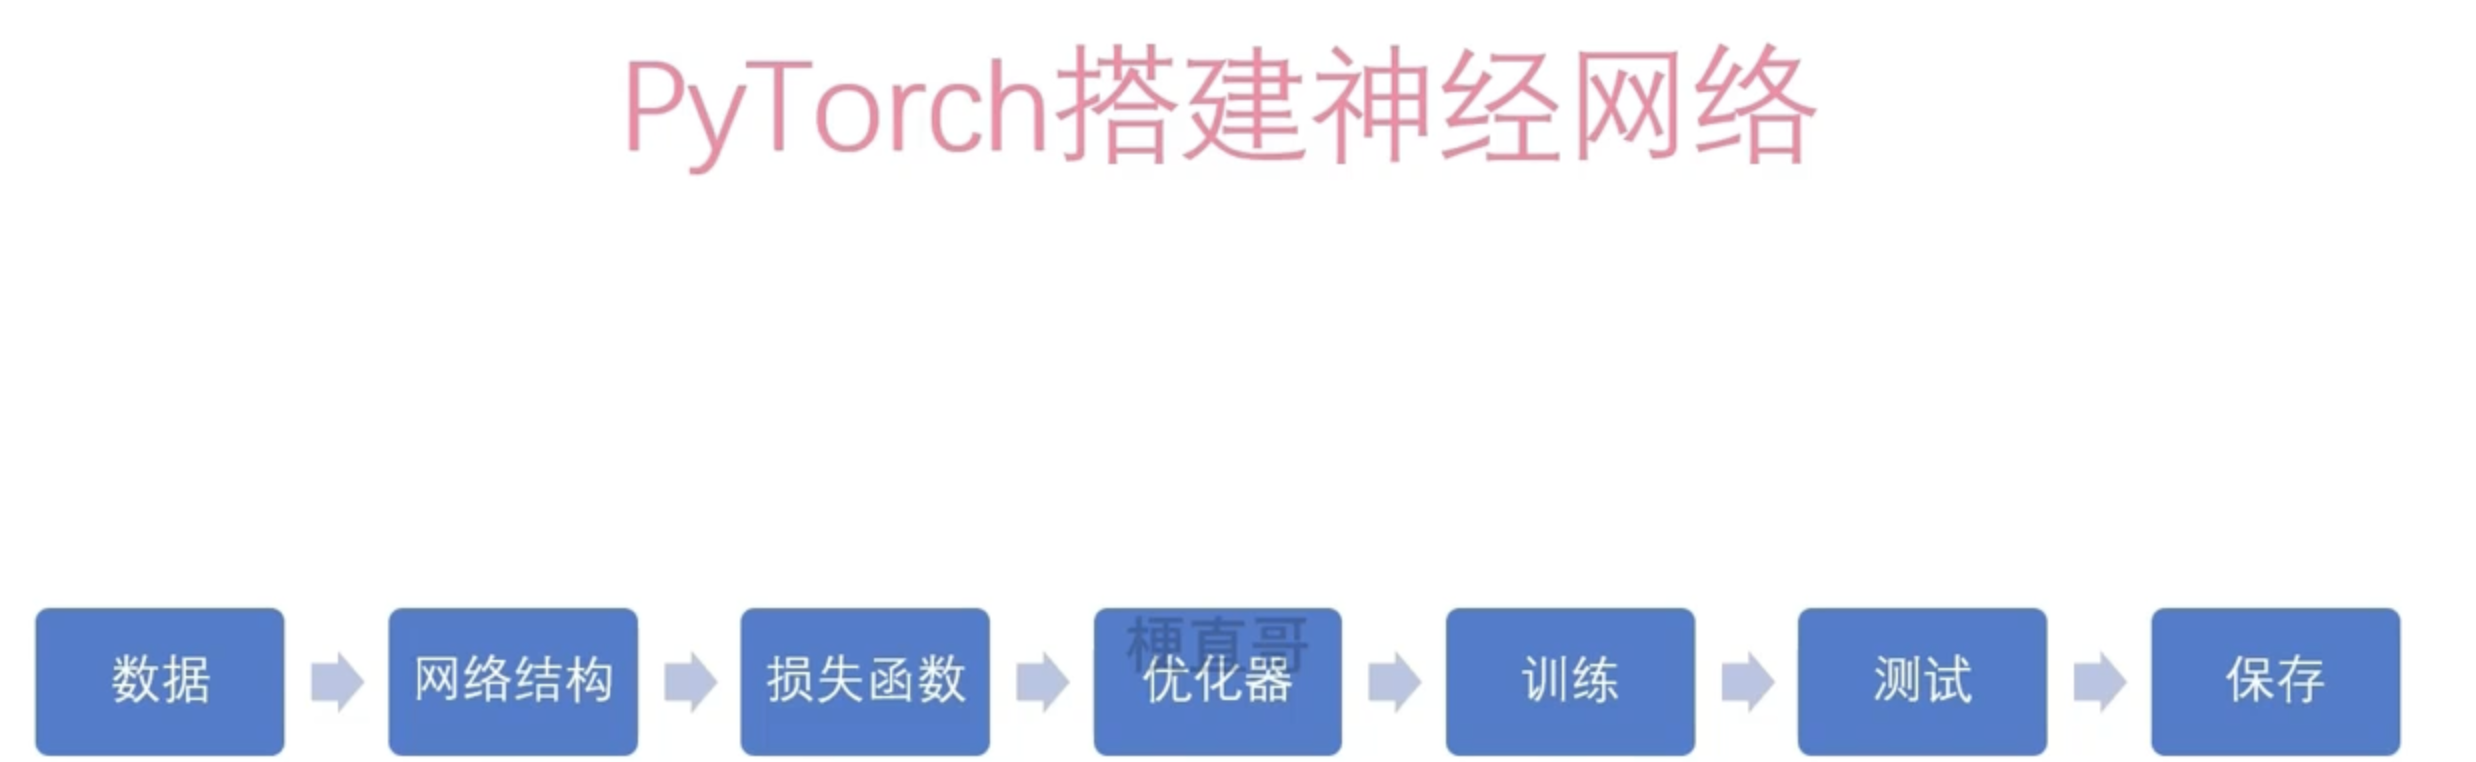 PyTorch搭建神经网络
梗直哥
数据
网络结构
损失函数
优化器
训练
测试
保存